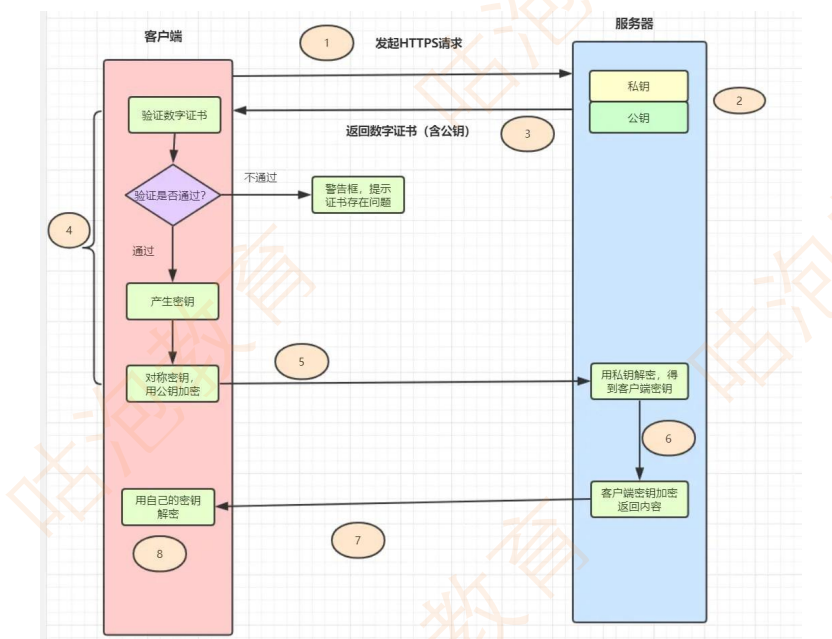 客户端
服务器
1
发起HTTPS请求
私钥
2
公钥
验证数字证书
返回数字证书（含公钥）
3
不通过
验证是否通过?
警告框，提示
证书存在问题
4
通过
产生密钥
5
对称密钥，
用公钥加密
用私钥解密，得
到客户端密钥
6
用自己的密钥
解密
客户端密钥加密
返回内容
7
8
咕泡教育
咕泡教育